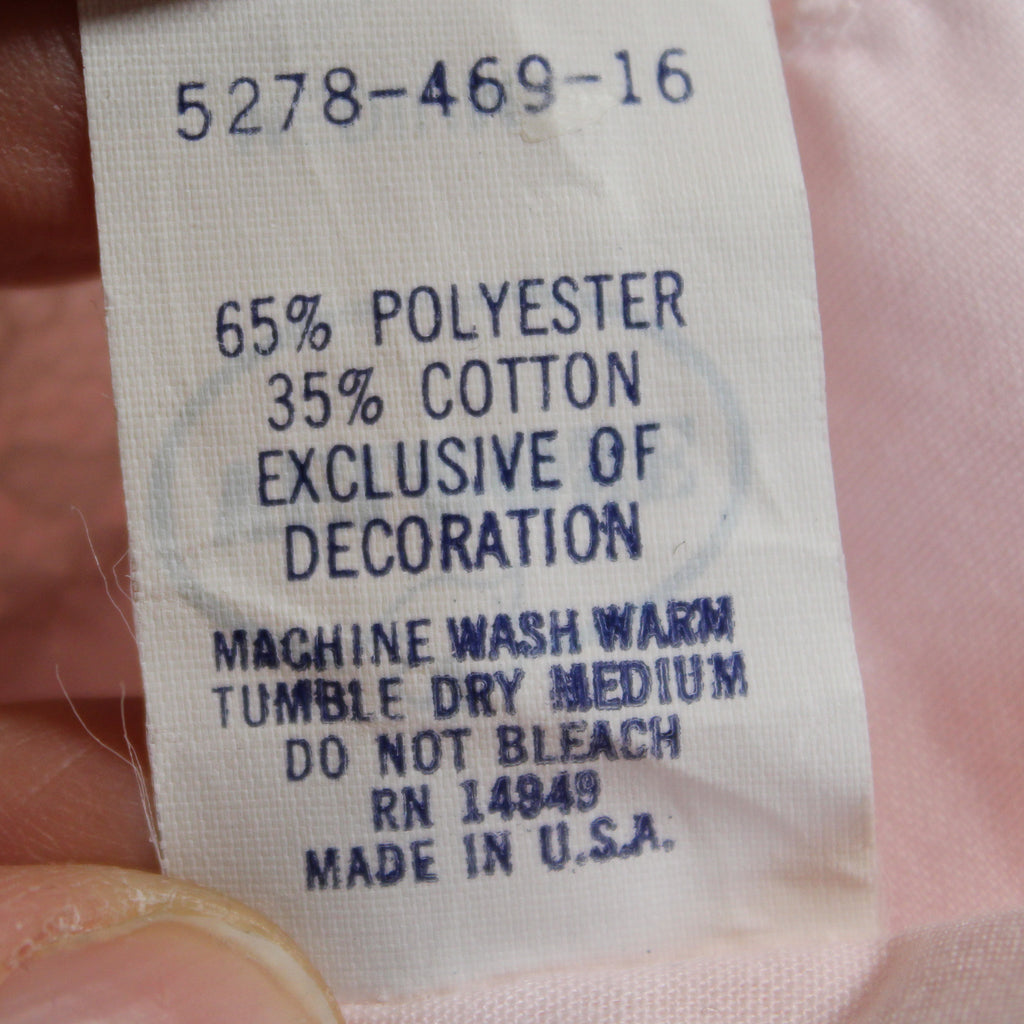 5278-469-16
65% POLYESTER
35% COTTON
EXCLUSIVE OF
DECORATION
MACHINE WASH WARM
TUMBLE DRY MEDIUM
DO NOT BLEACH
RN 14949
MADE IN U.S.A.